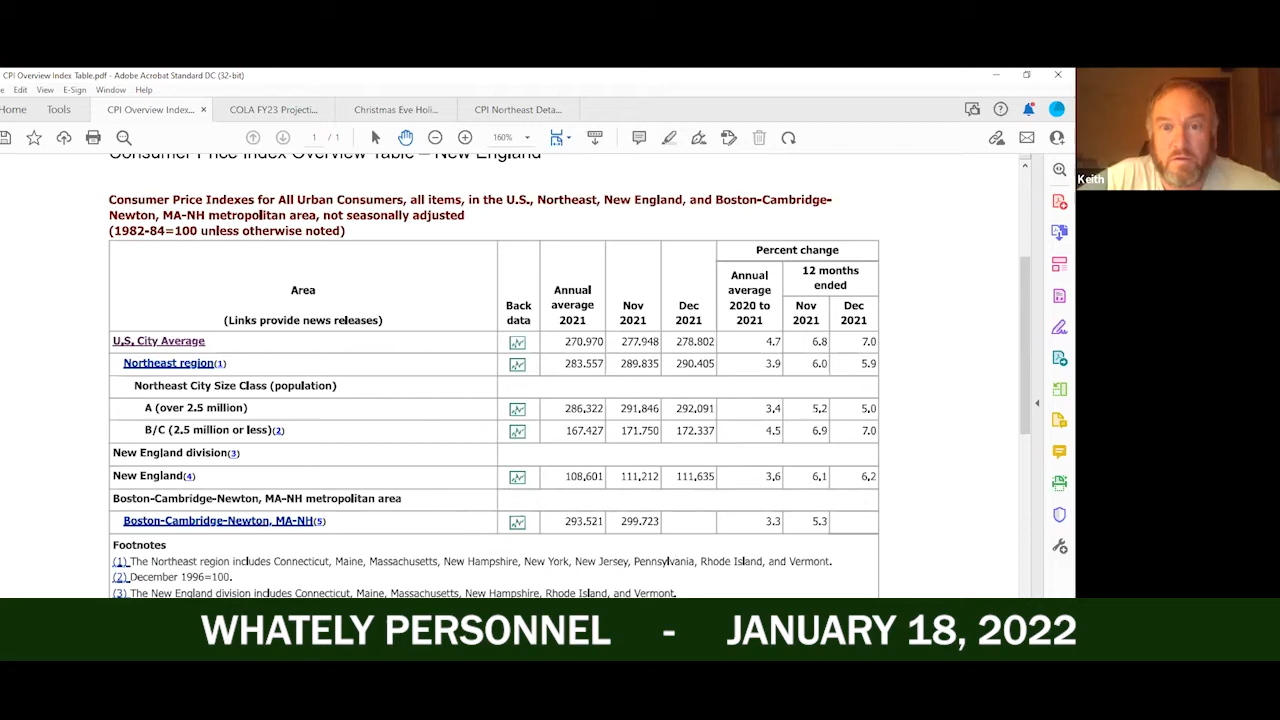 CPI Overview Index Table.pdf - Adobe Acrobat Standard DC (32-bit)
e Edit View E-Sign Window Help
Home Tools CPI Overview Index... × COLA FY23 Projecti... Christmas Eve Holi... CPI Northeast Deta...
1 / 1 160%
Keith
Consumer Price Index Overview Table – New England
Consumer Price Indexes for All Urban Consumers, all items, in the U.S., Northeast, New England, and Boston-Cambridge-
Newton, MA-NH metropolitan area, not seasonally adjusted
(1982-84=100 unless otherwise noted)
Percent change
Area
(Links provide news releases)
Back
data
Annual
average
2021
Nov
2021
Dec
2021
Annual
average
2020 to
2021
12 months
ended
Nov
2021
Dec
2021
U.S. City Average 270.970 277.948 278.802 4.7 6.8 7.0
Northeast region(1) 283.557 289.835 290.405 3.9 6.0 5.9
Northeast City Size Class (population)
A (over 2.5 million) 286.322 291.846 292.091 3.4 5.2 5.0
B/C (2.5 million or less)(2) 167.427 171.750 172.337 4.5 6.9 7.0
New England division(3)
New England(4) 108.601 111.212 111.635 3.6 6.1 6.2
Boston-Cambridge-Newton, MA-NH metropolitan area
Boston-Cambridge-Newton, MA-NH(5) 293.521 299.723 3.3 5.3
Footnotes
(1) The Northeast region includes Connecticut, Maine, Massachusetts, New Hampshire, New York, New Jersey, Pennsylvania, Rhode Island, and Vermont.
(2) December 1996=100.
(3) The New England division includes Connecticut, Maine, Massachusetts, New Hampshire, Rhode Island, and Vermont.
WHATELY PERSONNEL - JANUARY 18, 2022